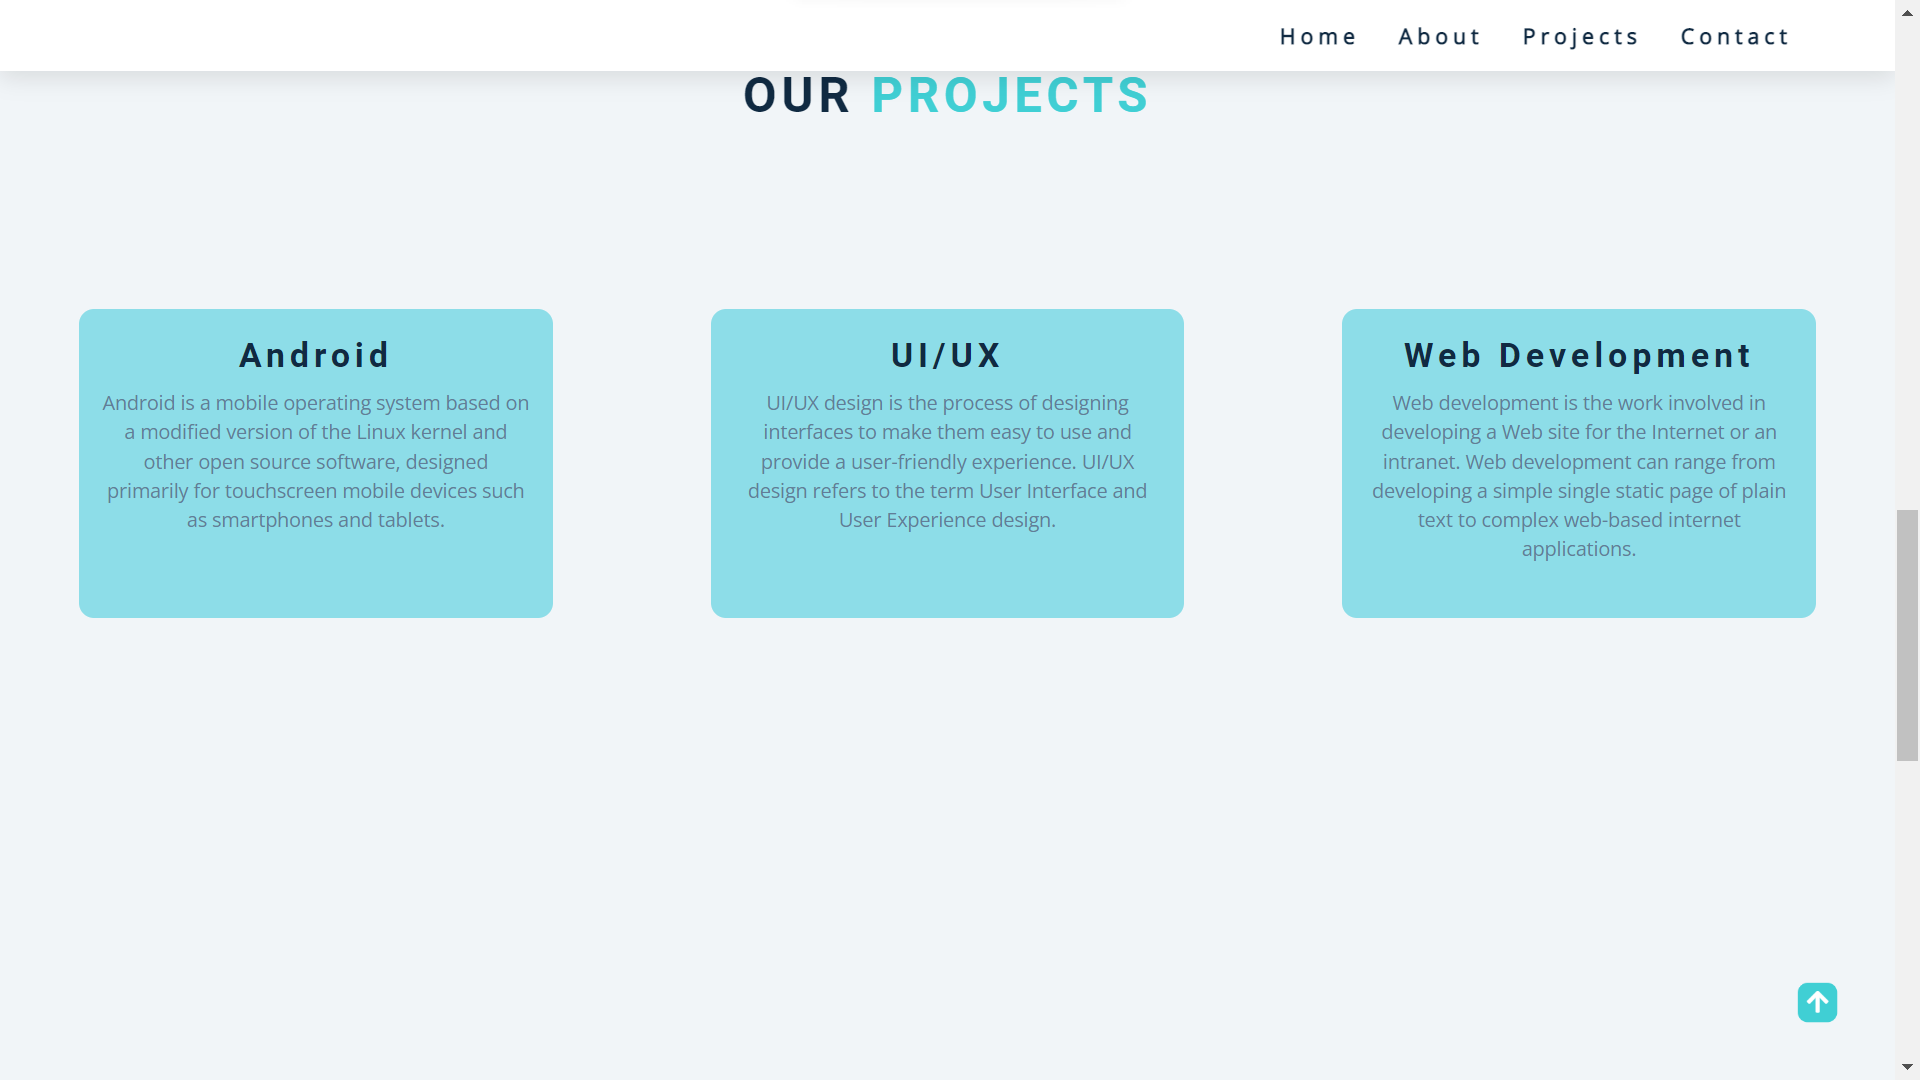 Home About Projects Contact
OUR PROJECTS
Android
Android is a mobile operating system based on
a modified version of the Linux kernel and
other open source software, designed
primarily for touchscreen mobile devices such
as smartphones and tablets.
UI/UX
UI/UX design is the process of designing
interfaces to make them easy to use and
provide a user-friendly experience. UI/UX
design refers to the term User Interface and
User Experience design.
Web Development
Web development is the work involved in
developing a Web site for the Internet or an
intranet. Web development can range from
developing a simple single static page of plain
text to complex web-based internet
applications.